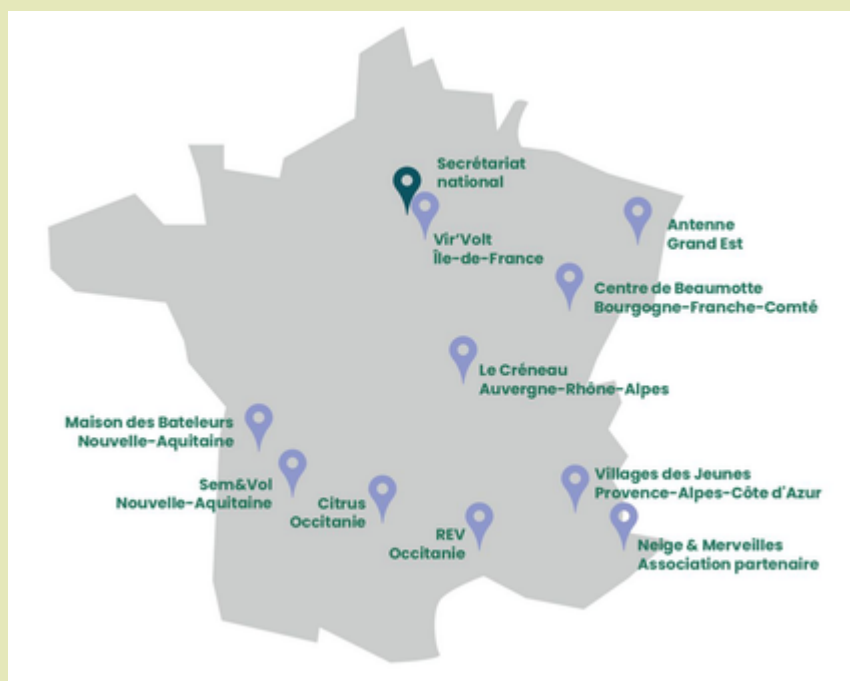 Secrétariat
national
Vir'Volt
Île-de-France
Antenne
Grand Est
Centre de Beaumotte
Bourgogne-Franche-Comté
Le Créneau
Auvergne-Rhône-Alpes
Maison des Bateleurs
Nouvelle-Aquitaine
Sem&Vol
Nouvelle-Aquitaine
Citrus
Occitanie
REV
Occitanie
Villages des Jeunes
Provence-Alpes-Côte d'Azur
Neige & Merveilles
Association partenaire